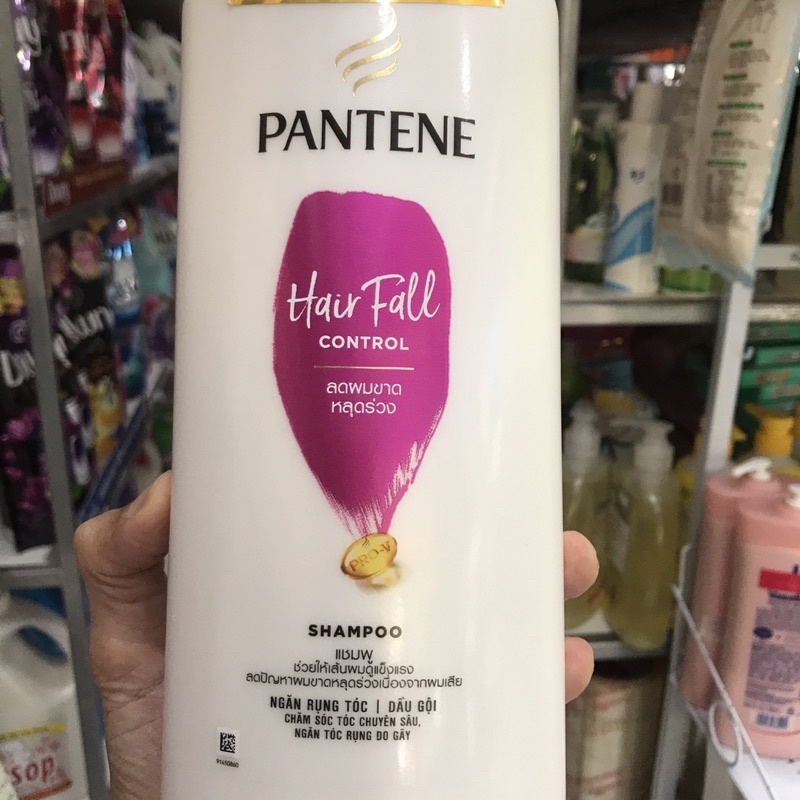 PANTENE
Hair Fall
CONTROL
ลดผมขาด
หลุดร่วง
PRO-V
SHAMPOO
แชมพู
ช่วยให้เส้นผมดูแข็งแรง
ลดปัญหาผมขาดหลุดร่วงเนื่องจากผมเสีย
NGĂN RỤNG TÓC | DẦU GỘI
CHĂM SÓC TÓC CHUYÊN SÂU,
NGĂN TÓC RỤNG DO GÃY
91450860